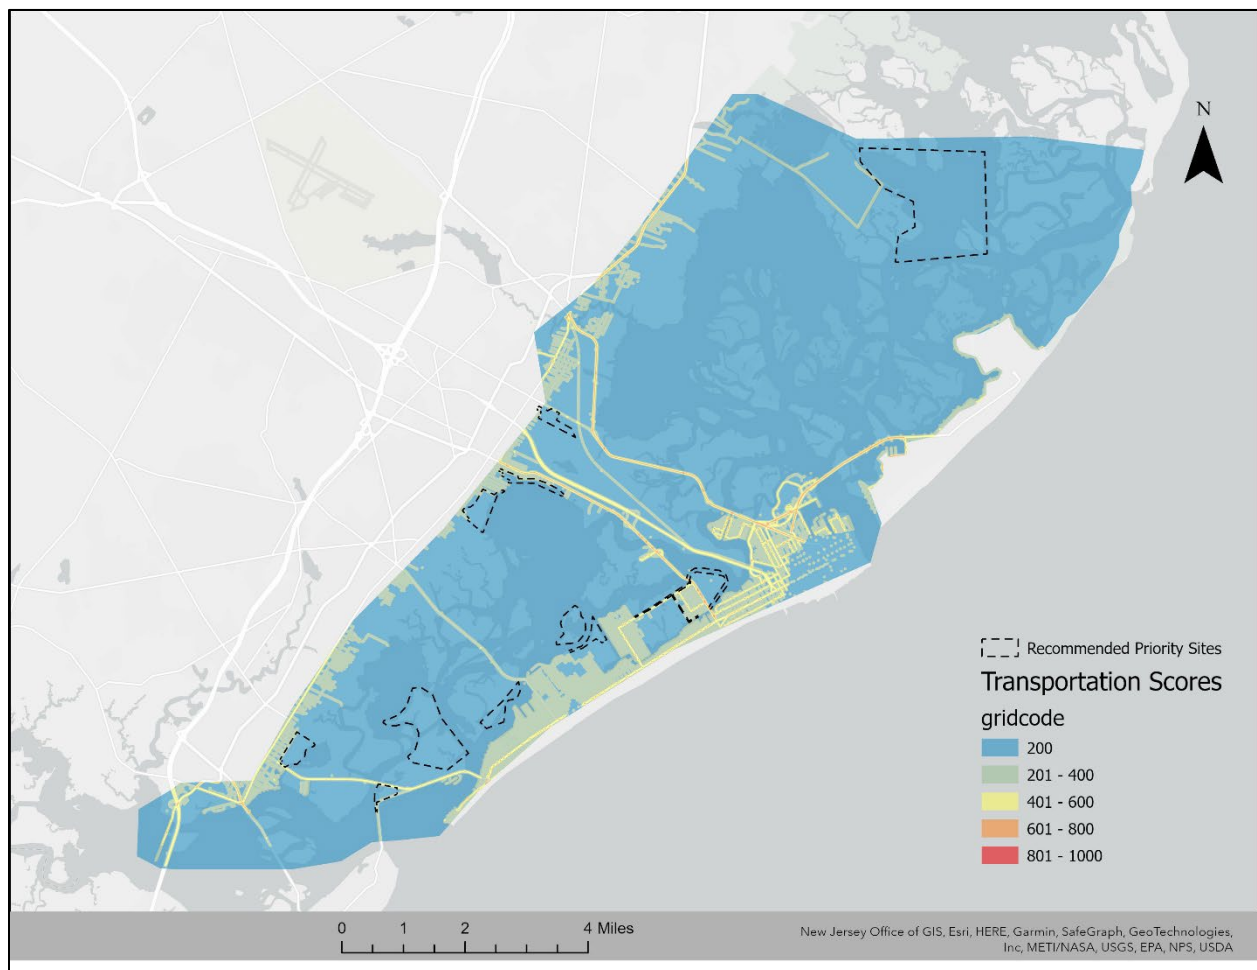 N
Recommended Priority Sites
Transportation Scores
gridcode
200
201 - 400
401 - 600
601 - 800
801 - 1000
0 1 2 4 Miles
New Jersey Office of GIS, Esri, HERE, Garmin, SafeGraph, GeoTechnologies,
Inc, METI/NASA, USGS, EPA, NPS, USDA